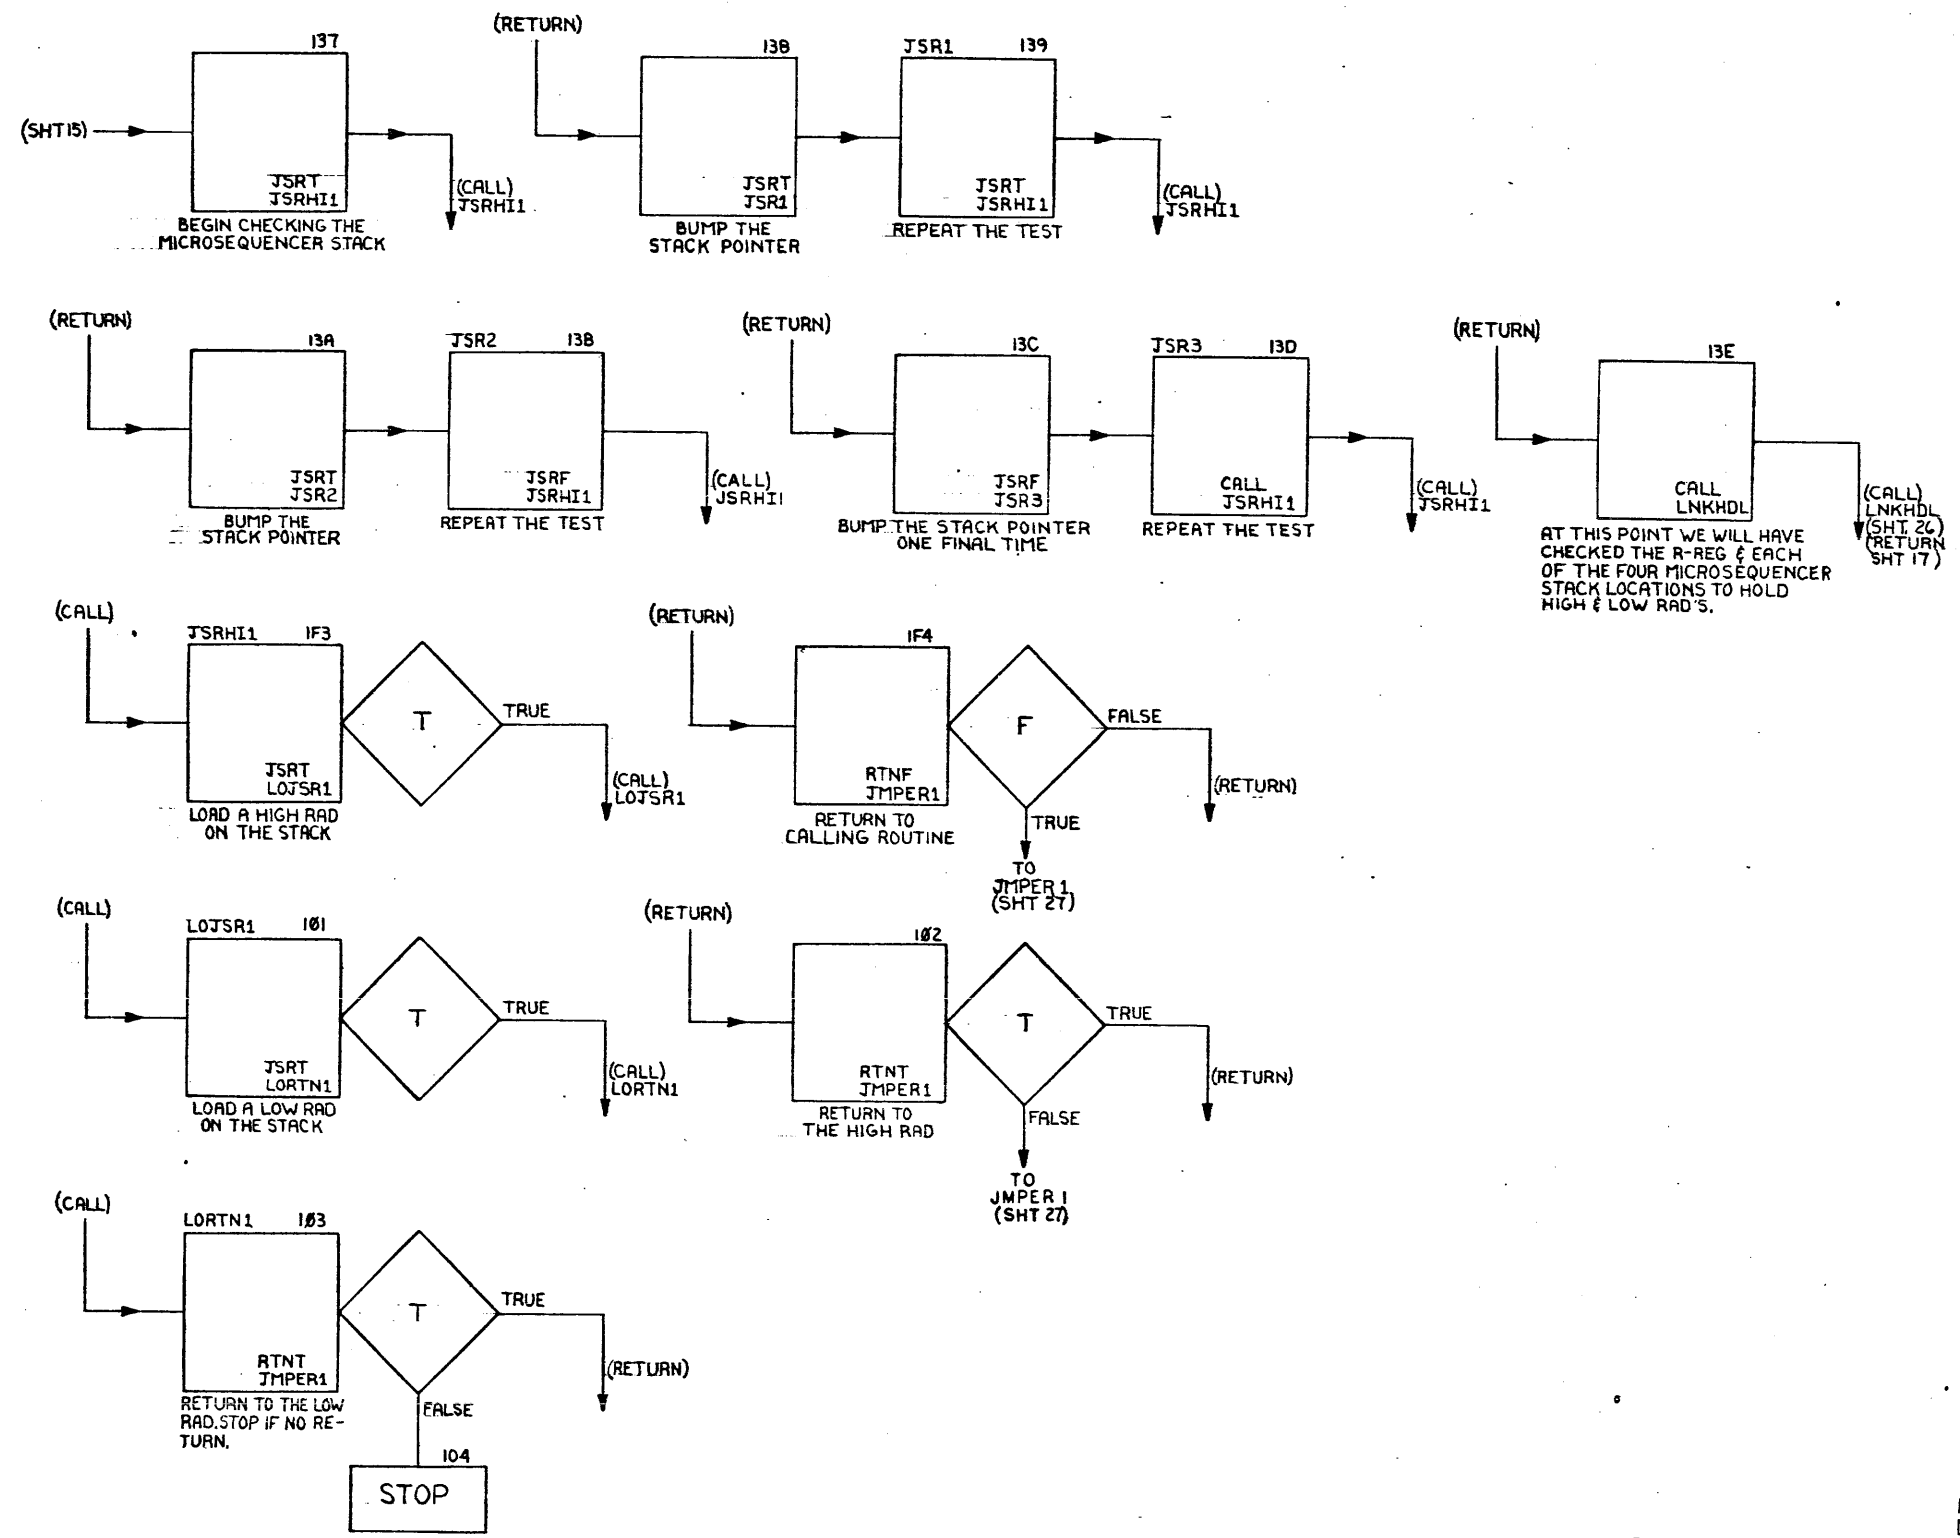 (SHT 15)
137
JSRT
JSRHI1
BEGIN CHECKING THE
MICROSEQUENCER STACK
(CALL)
JSRHI1
(RETURN)
138
JSRT
JSR1
BUMP THE
STACK POINTER
JSR1 139
JSRT
JSRHI1
REPEAT THE TEST
(CALL)
JSRHI1
(RETURN)
13A
JSRT
JSR2
BUMP THE
STACK POINTER
JSR2 13B
JSRF
JSRHI1
REPEAT THE TEST
(CALL)
JSRHI1
(RETURN)
13C
JSRF
JSR3
BUMP THE STACK POINTER
ONE FINAL TIME
JSR3 13D
CALL
JSRHI1
REPEAT THE TEST
(CALL)
JSRHI1
(RETURN)
13E
CALL
LNKHDL
AT THIS POINT WE WILL HAVE
CHECKED THE R-REG & EACH
OF THE FOUR MICROSEQUENCER
STACK LOCATIONS TO HOLD
HIGH & LOW RAD'S.
(CALL)
LNKHDL
(SHT. 26)
(RETURN
SHT 17)
(CALL)
JSRHI1 1F3
JSRT
LOJSR1
LOAD A HIGH RAD
ON THE STACK
T
TRUE
(CALL)
LOJSR1
(RETURN)
1F4
RTNF
JMPER1
RETURN TO
CALLING ROUTINE
F
FALSE
(RETURN)
TRUE
TO
JMPER 1
(SHT 27)
(CALL)
LOJSR1 101
JSRT
LORTN1
LOAD A LOW RAD
ON THE STACK
T
TRUE
(CALL)
LORTN1
(RETURN)
102
RTNT
JMPER1
RETURN TO
THE HIGH RAD
T
TRUE
(RETURN)
FALSE
TO
JMPER 1
(SHT 27)
(CALL)
LORTN1 103
RTNT
JMPER1
RETURN TO THE LOW
RAD. STOP IF NO RE-
TURN.
T
TRUE
(RETURN)
FALSE
104
STOP